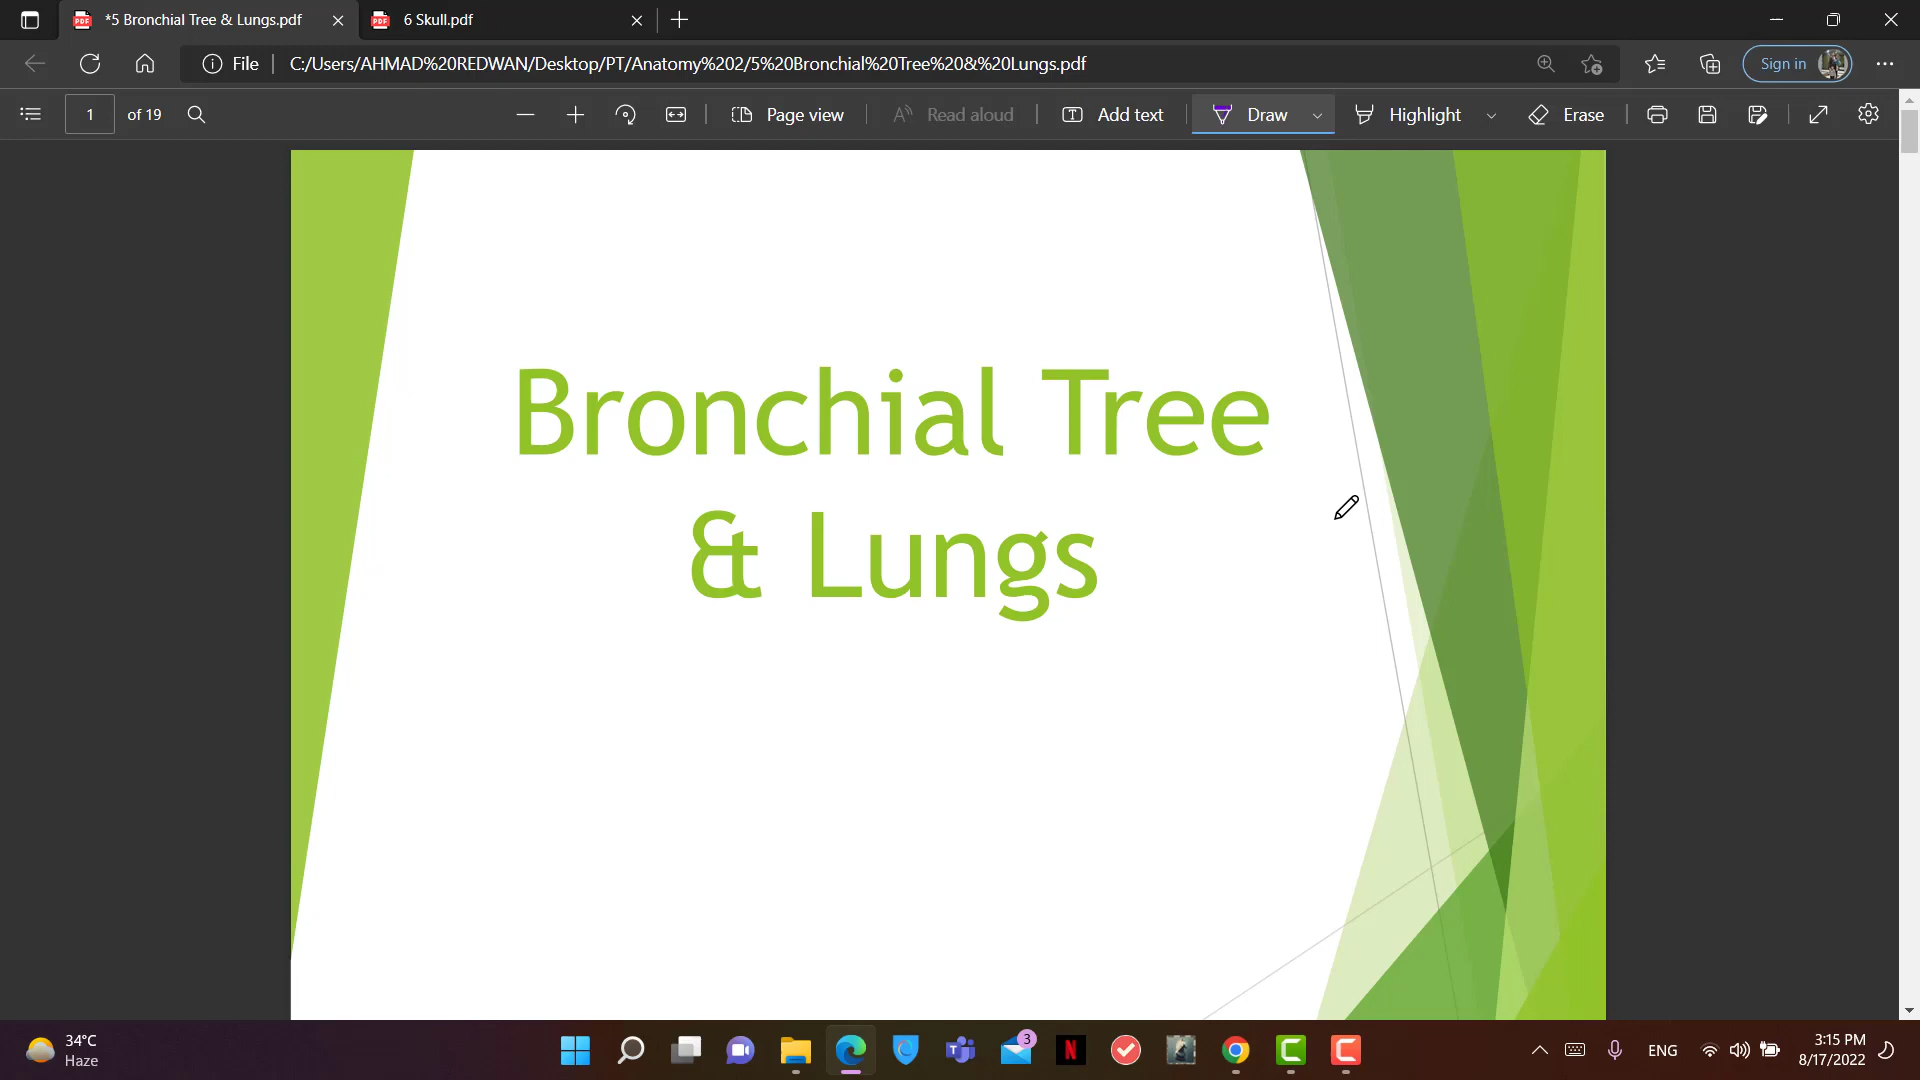 *5 Bronchial Tree & Lungs.pdf
6 Skull.pdf
File
C:/Users/AHMAD%20REDWAN/Desktop/PT/Anatomy%202/5%20Bronchial%20Tree%20&%20Lungs.pdf
Sign in
1 of 19
Page view
Read aloud
Add text
Draw
Highlight
Erase
Bronchial Tree
& Lungs
34°C
Haze
3
N
ENG
3:15 PM
8/17/2022